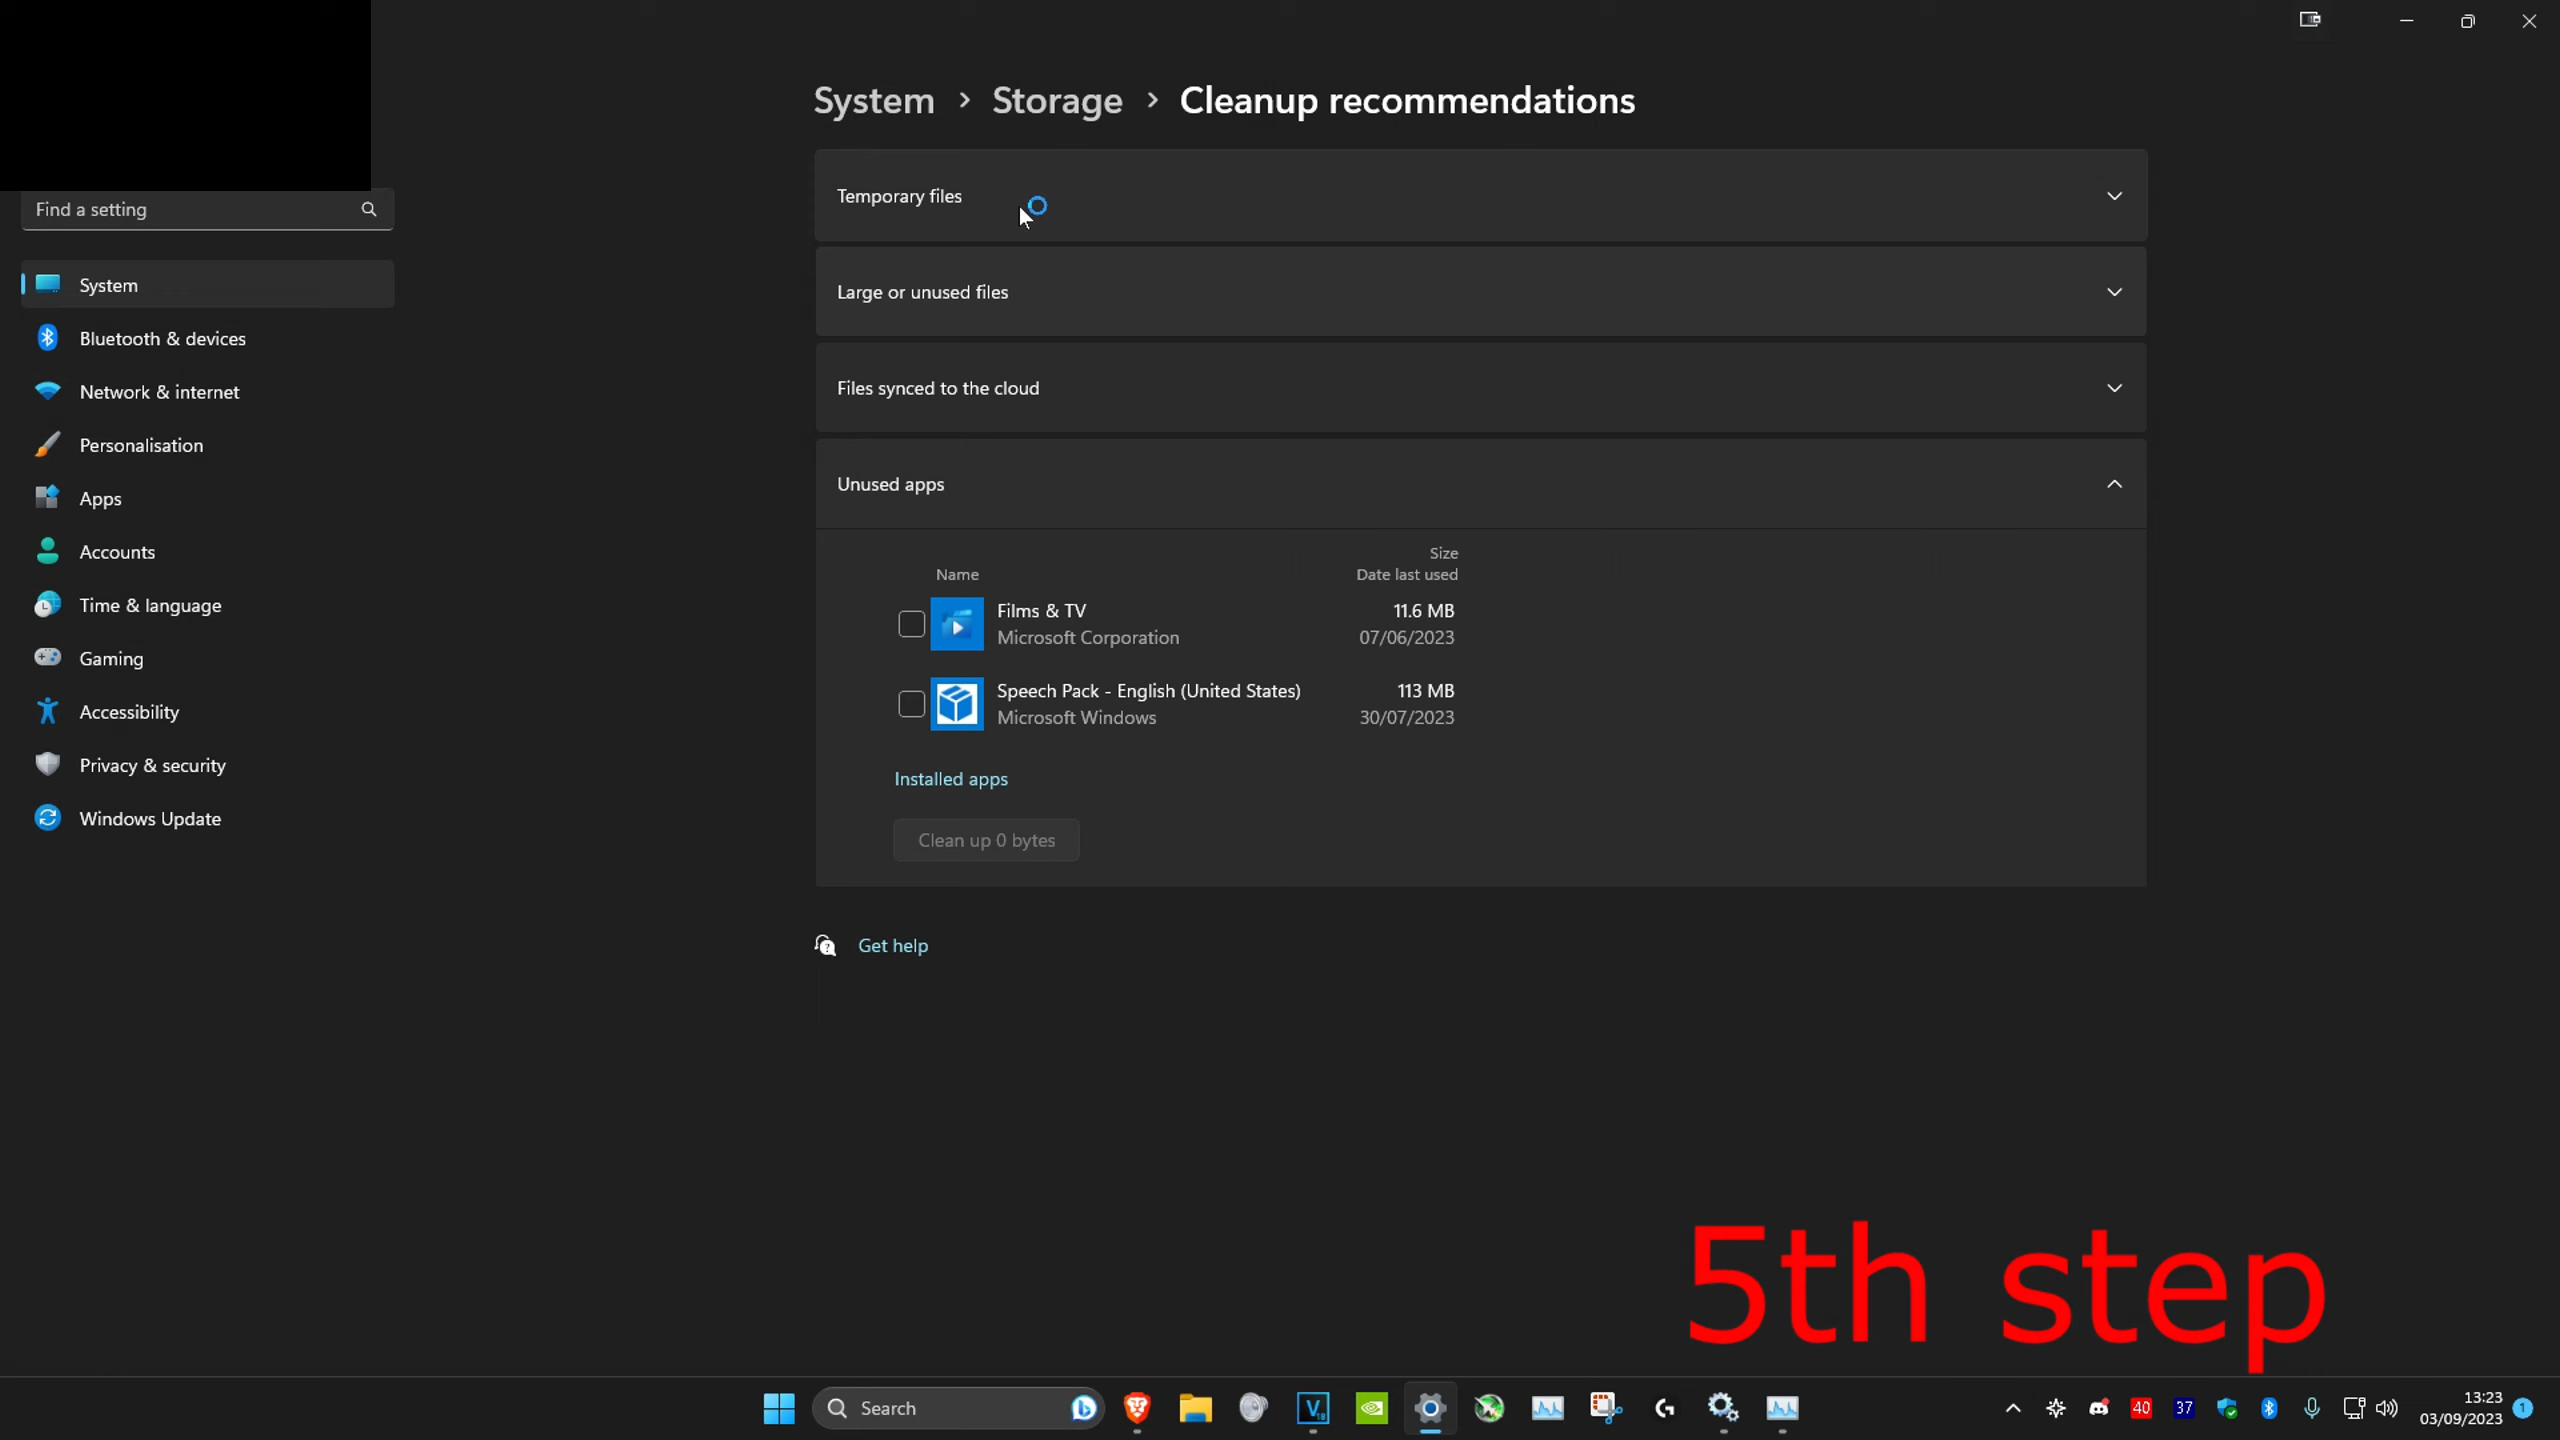 System > Storage > Cleanup recommendations
Find a setting
System
Bluetooth & devices
Network & internet
Personalisation
Apps
Accounts
Time & language
Gaming
Accessibility
Privacy & security
Windows Update
Temporary files
Large or unused files
Files synced to the cloud
Unused apps
Size
Name Date last used
Films & TV 11.6 MB
Microsoft Corporation 07/06/2023
Speech Pack - English (United States) 113 MB
Microsoft Windows 30/07/2023
Installed apps
Clean up 0 bytes
Get help
5th step
Search
V 18
40 37
13:23
03/09/2023 1